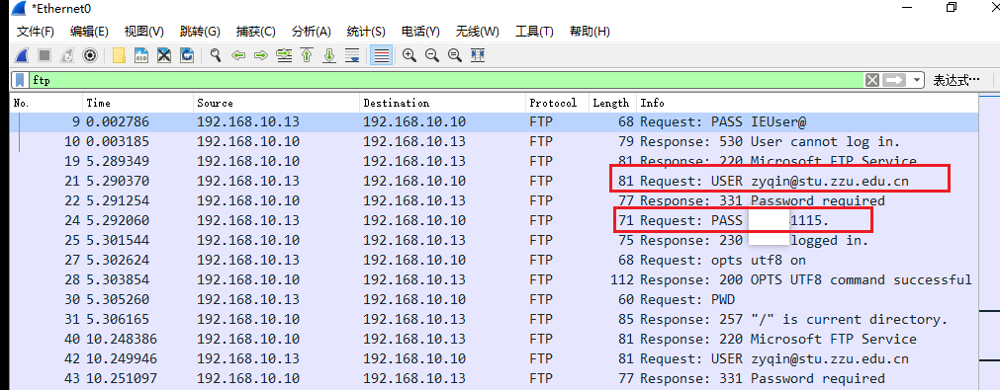 *Ethernet0
文件(F) 编辑(E) 视图(V) 跳转(G) 捕获(C) 分析(A) 统计(S) 电话(Y) 无线(W) 工具(T) 帮助(H)
ftp 表达式…
No. Time Source Destination Protocol Length Info
9 0.002786 192.168.10.13 192.168.10.10 FTP 68 Request: PASS IEUser@
10 0.003185 192.168.10.10 192.168.10.13 FTP 79 Response: 530 User cannot log in.
19 5.289349 192.168.10.10 192.168.10.13 FTP 81 Response: 220 Microsoft FTP Service
21 5.290370 192.168.10.13 192.168.10.10 FTP 81 Request: USER zyqin@stu.zzu.edu.cn
22 5.291254 192.168.10.10 192.168.10.13 FTP 77 Response: 331 Password required
24 5.292060 192.168.10.13 192.168.10.10 FTP 71 Request: PASS 1115.
25 5.301544 192.168.10.10 192.168.10.13 FTP 75 Response: 230 logged in.
27 5.302624 192.168.10.13 192.168.10.10 FTP 68 Request: opts utf8 on
28 5.303854 192.168.10.10 192.168.10.13 FTP 112 Response: 200 OPTS UTF8 command successful
30 5.305260 192.168.10.13 192.168.10.10 FTP 60 Request: PWD
31 5.306165 192.168.10.10 192.168.10.13 FTP 85 Response: 257 "/" is current directory.
40 10.248386 192.168.10.10 192.168.10.13 FTP 81 Response: 220 Microsoft FTP Service
42 10.249946 192.168.10.13 192.168.10.10 FTP 81 Request: USER zyqin@stu.zzu.edu.cn
43 10.251097 192.168.10.10 192.168.10.13 FTP 77 Response: 331 Password required